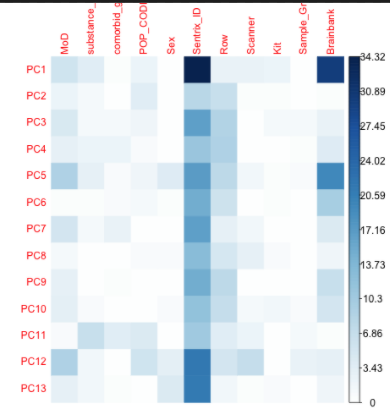 MoD substance_ comorbid_g POP_CODI Sex Sentrix_ID Row Scanner Kit Sample_Gr Brainbank
PC1
PC2
PC3
PC4
PC5
PC6
PC7
PC8
PC9
PC10
PC11
PC12
PC13
34.32
30.89
27.45
24.02
20.59
17.16
13.73
10.3
6.86
3.43
0